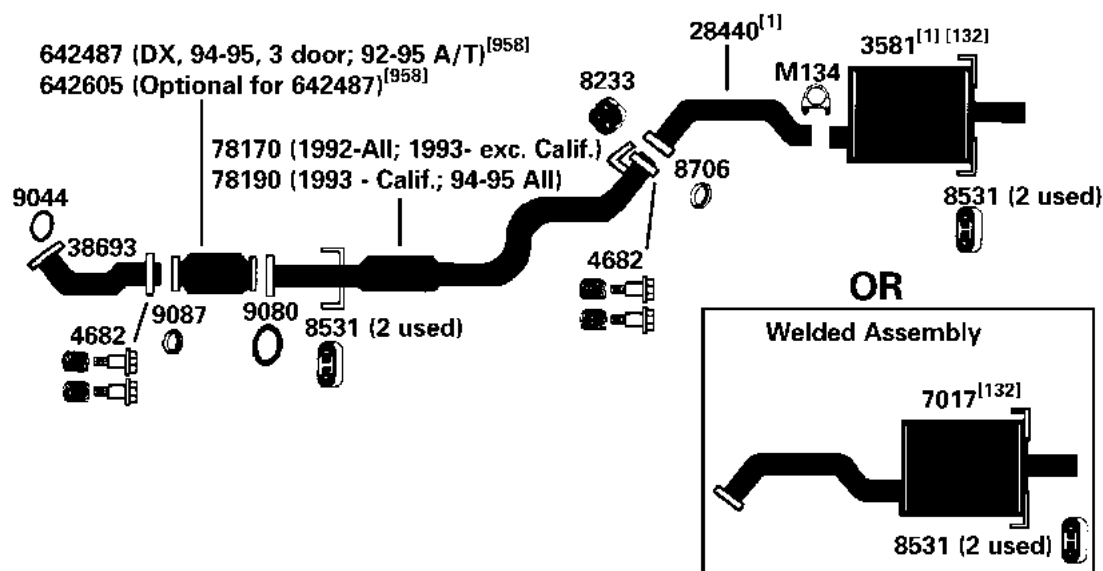 642487 (DX, 94-95, 3 door; 92-95 A/T)[958]
642605 (Optional for 642487)[958]
28440[1]
3581[1] [132]
M134
8233
78170 (1992-All; 1993- exc. Calif.)
78190 (1993 - Calif.; 94-95 All)
8706
8531 (2 used)
9044
38693
4682
9087
9080
8531 (2 used)
4682
OR
Welded Assembly
7017[132]
8531 (2 used)